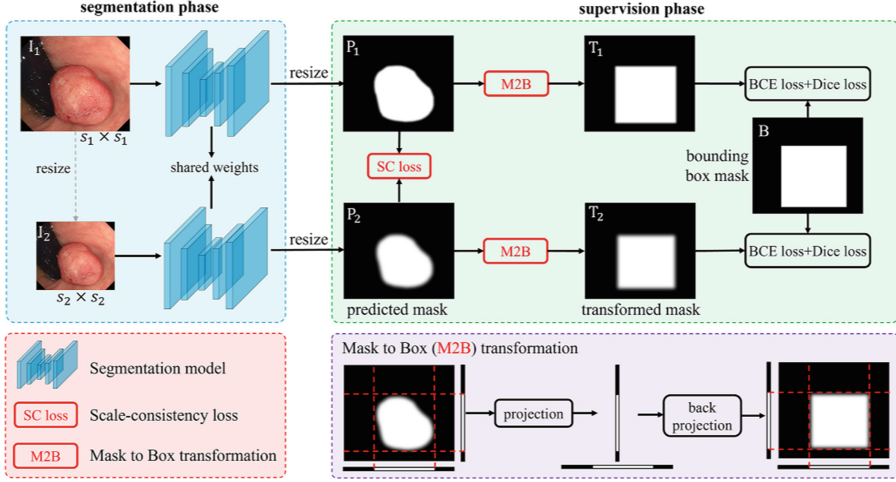 segmentation phase
supervision phase
I₁
s₁ × s₁
resize
I₂
s₂ × s₂
shared weights
resize
resize
P₁
M2B
T₁
BCE loss+Dice loss
SC loss
bounding
box mask
B
P₂
M2B
T₂
BCE loss+Dice loss
predicted mask
transformed mask
Segmentation model
SC loss
Scale-consistency loss
M2B
Mask to Box transformation
Mask to Box (M2B) transformation
projection
back
projection